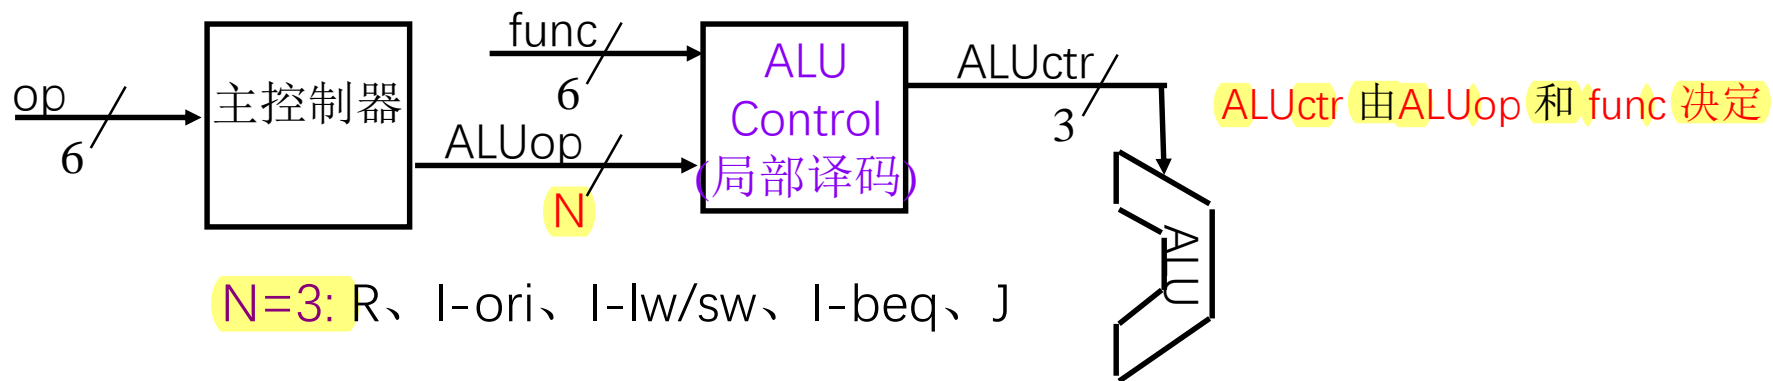 op
6
主控制器
func
6
ALUop
N
ALU
Control
(局部译码)
ALUctr
3
ALU
ALUctr 由ALUop 和 func 决定
N=3: R、I-ori、I-lw/sw、I-beq、J